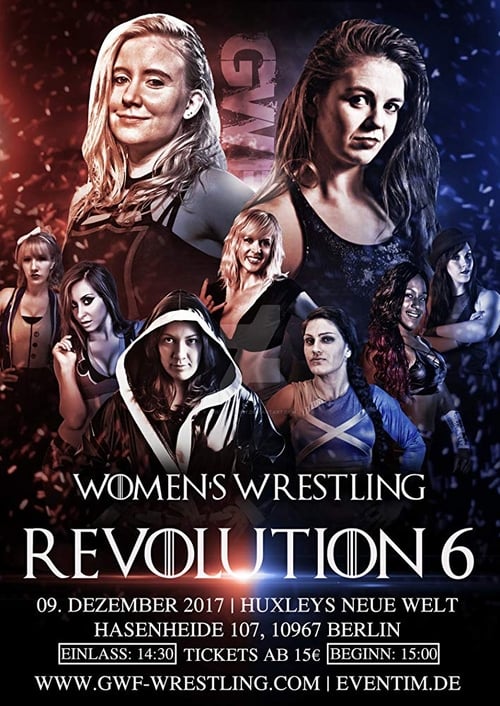 GWF
WOMEN'S WRESTLING
REVOLUTION 6
09. DEZEMBER 2017 | HUXLEYS NEUE WELT
HASENHEIDE 107, 10967 BERLIN
EINLASS: 14:30 TICKETS AB 15€ BEGINN: 15:00
WWW.GWF-WRESTLING.COM | EVENTIM.DE